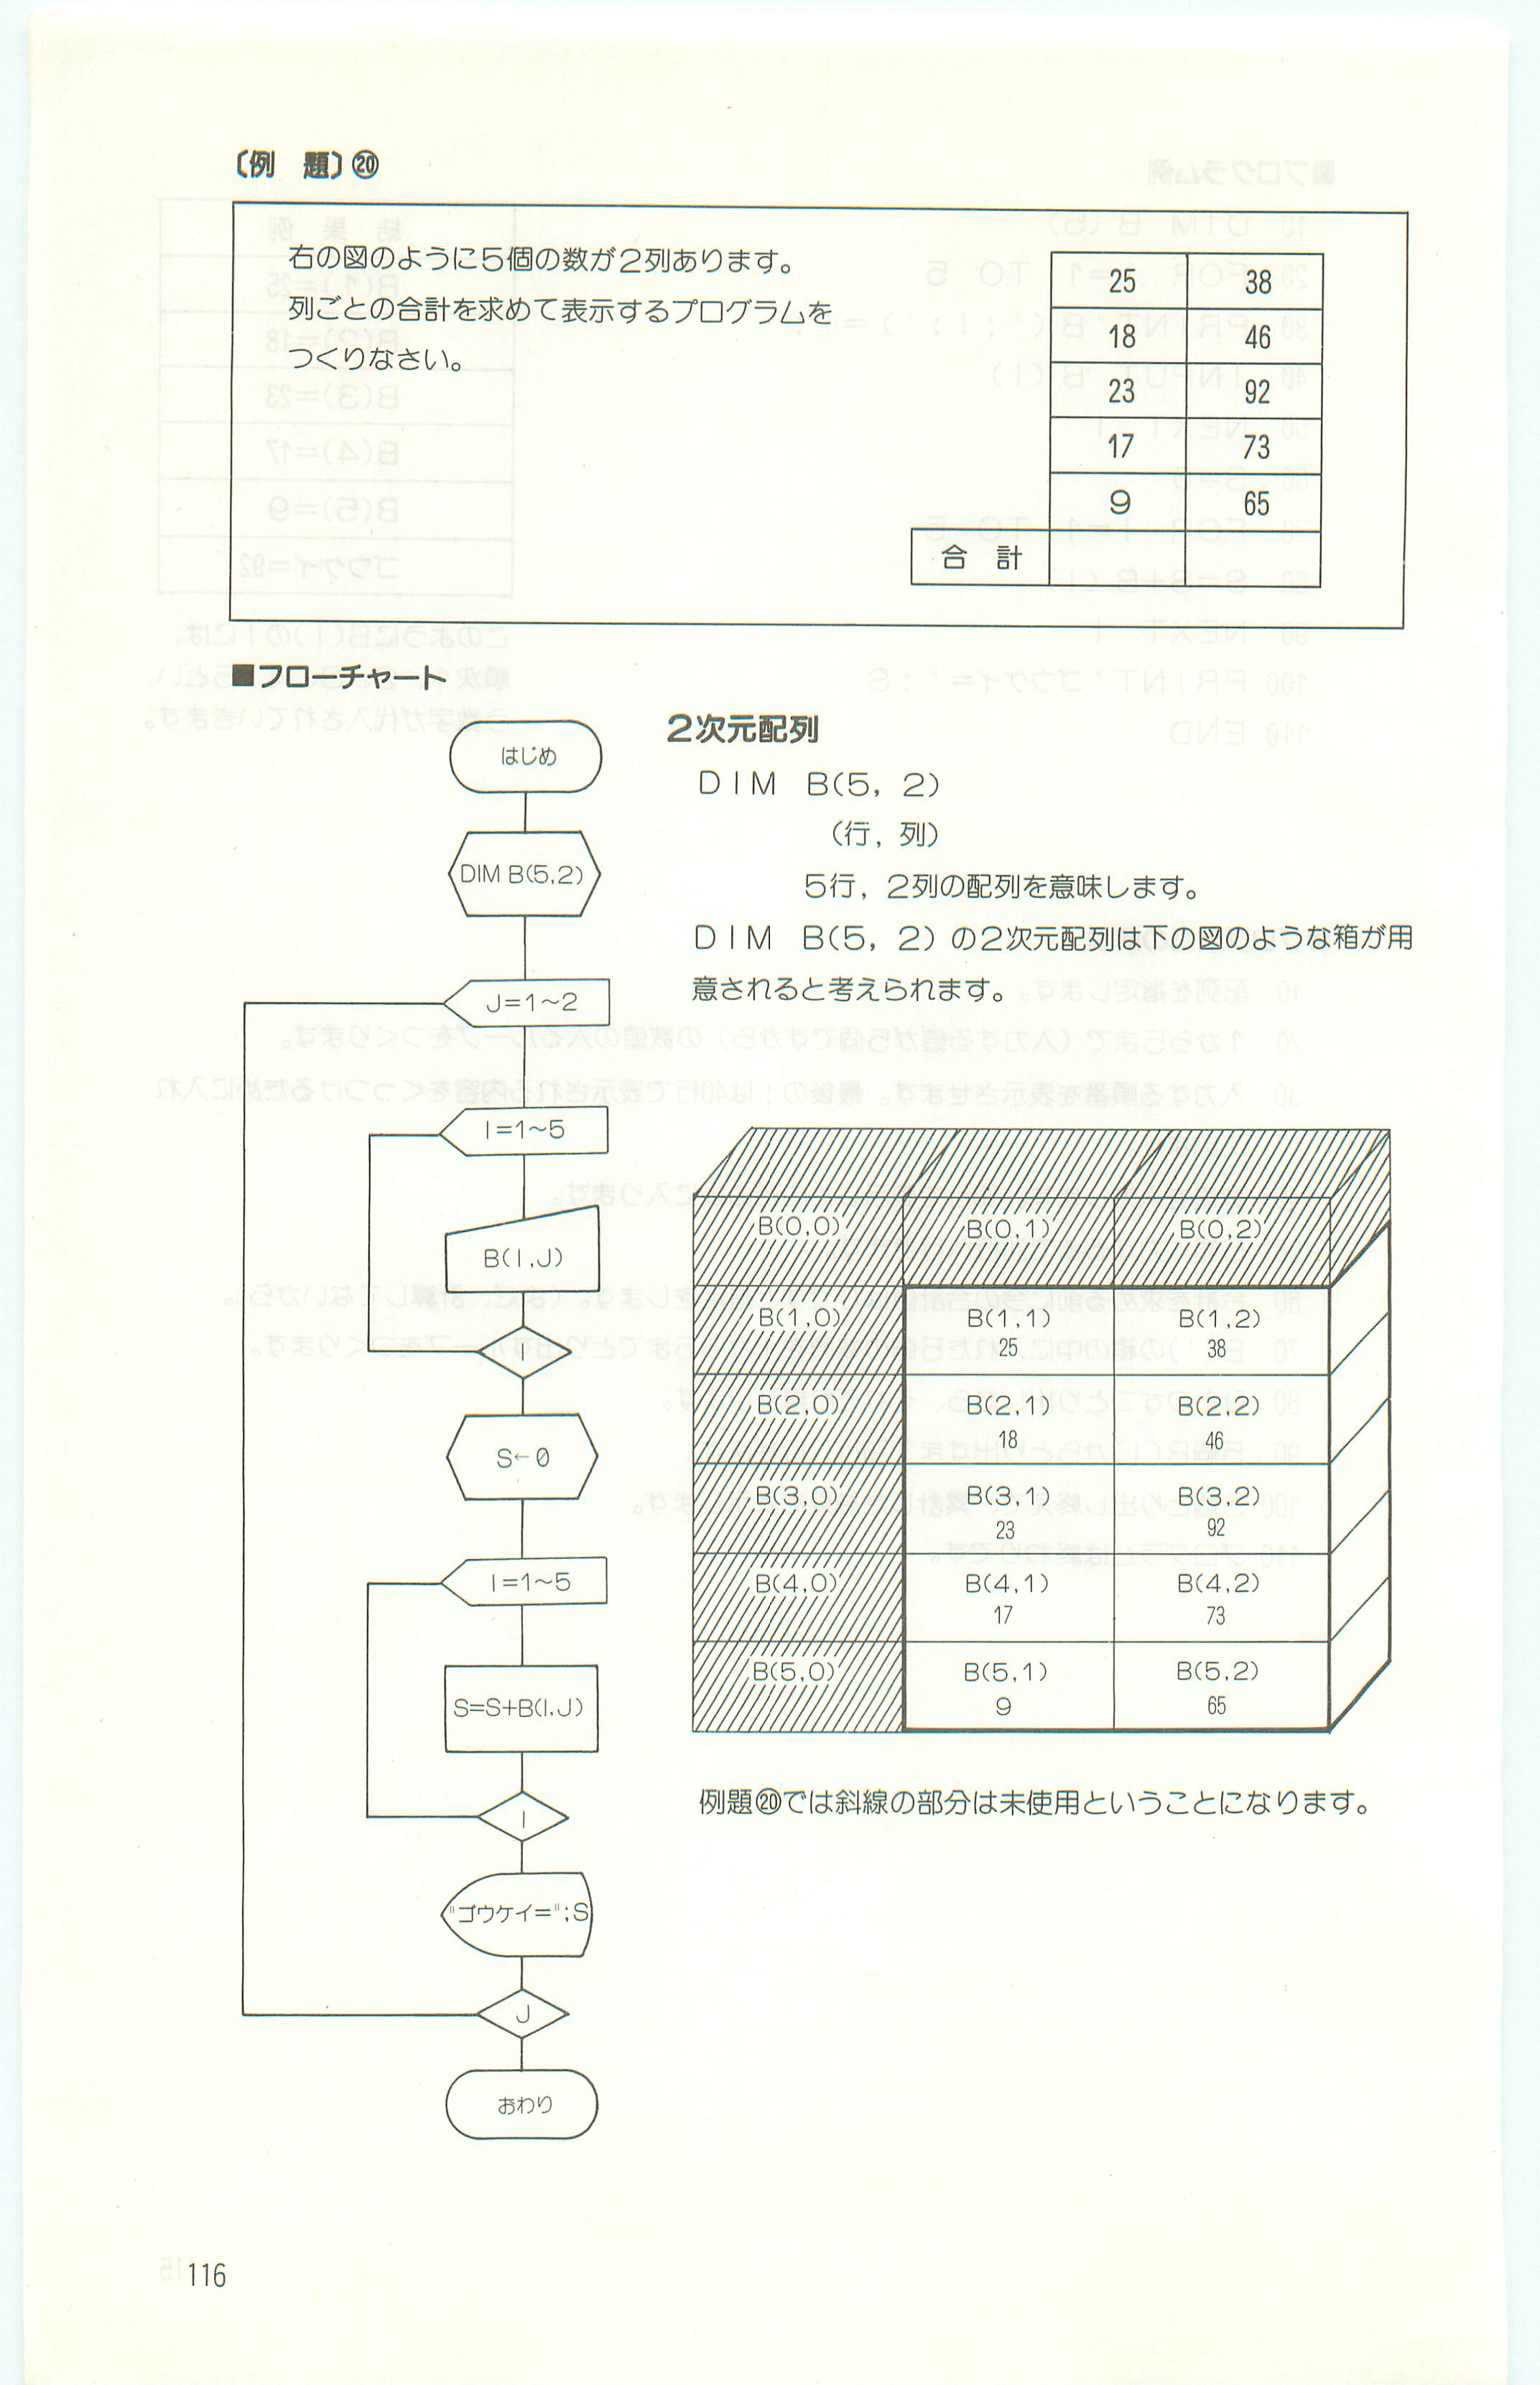 〔例　題〕⑳
右の図のように5個の数が2列あります。
列ごとの合計を求めて表示するプログラムを
つくりなさい。
25 38
18 46
23 92
17 73
9 65
合　計
■フローチャート
はじめ
DIM B(5,2)
J=1～2
I=1～5
B(I,J)
I
S←0
I=1～5
S=S+B(I,J)
I
"ゴウケイ=";S
J
おわり
2次元配列
DIM　B(5，2)
(行，列)
5行，2列の配列を意味します。
DIM　B(5，2)の2次元配列は下の図のような箱が用
意されると考えられます。
B(0,0) B(0,1) B(0,2)
B(1,0) B(1,1) B(1,2)
25 38
B(2,0) B(2,1) B(2,2)
18 46
B(3,0) B(3,1) B(3,2)
23 92
B(4,0) B(4,1) B(4,2)
17 73
B(5,0) B(5,1) B(5,2)
9 65
例題⑳では斜線の部分は未使用ということになります。
116